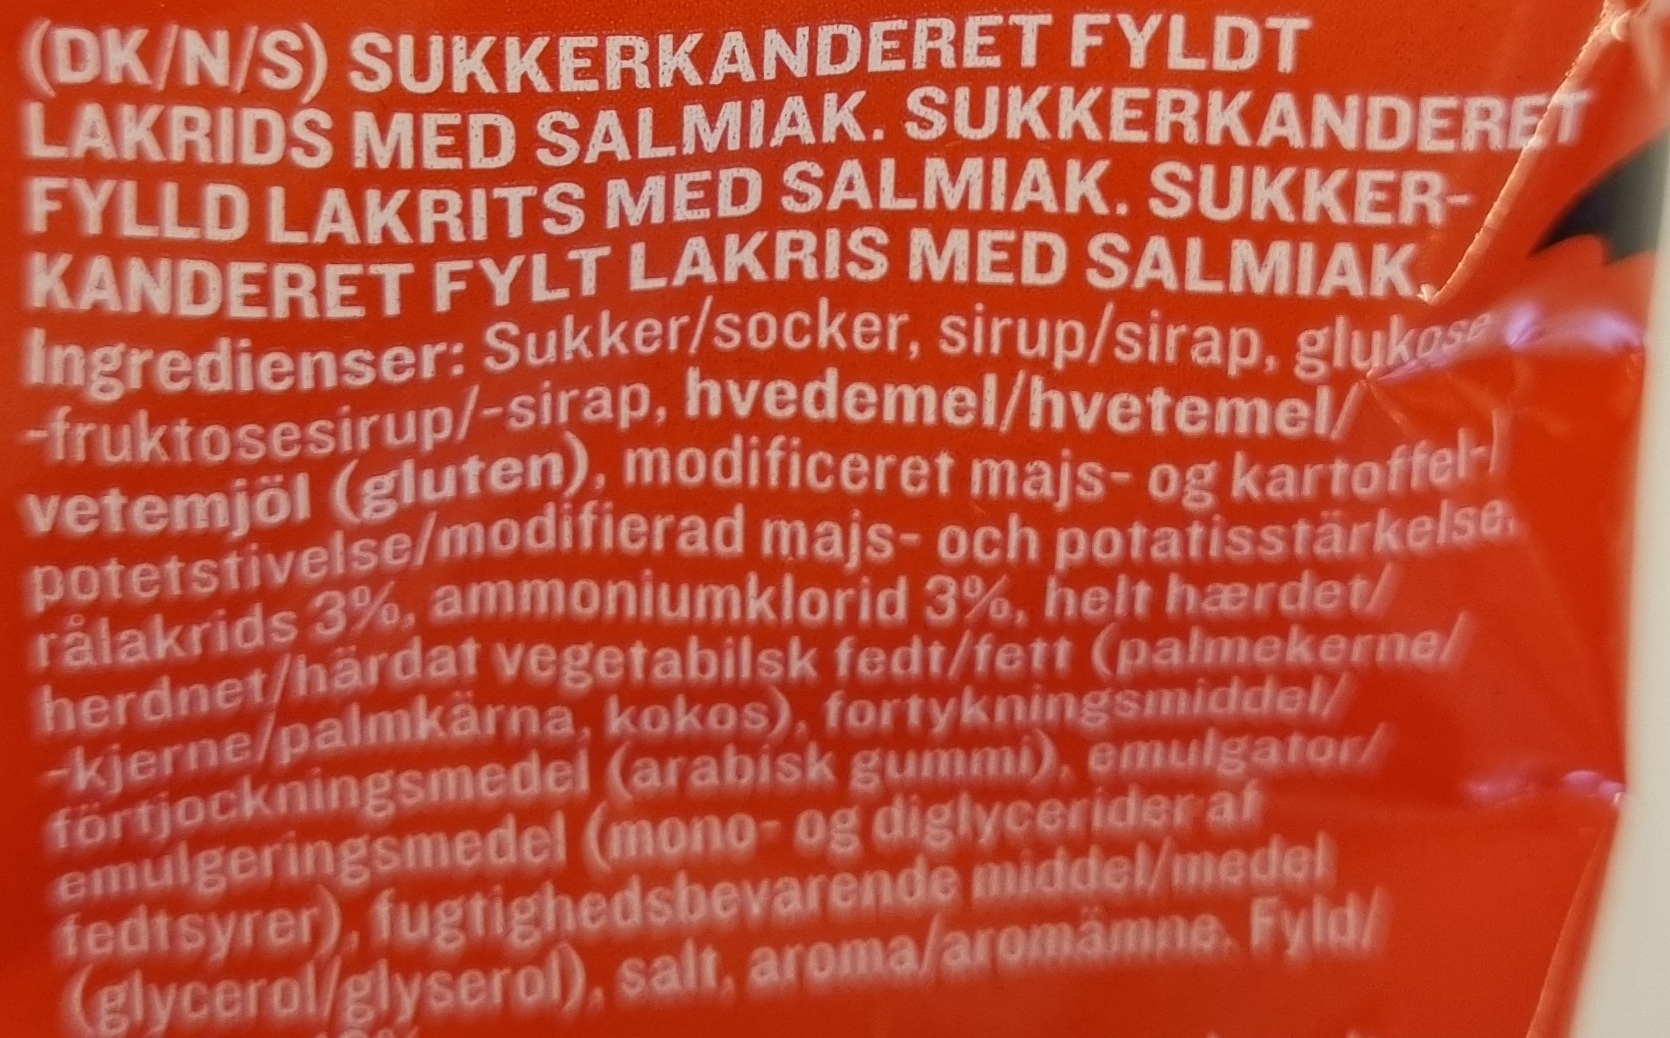 (DK/N/S) SUKKERKANDERET FYLDT
LAKRIDS MED SALMIAK. SUKKERKANDERET
FYLLD LAKRITS MED SALMIAK. SUKKER-
KANDERET FYLT LAKRIS MED SALMIAK.
Ingredienser: Sukker/socker, sirup/sirap, glukose
-fruktosesirup/-sirap, hvedemel/hvetemel/
vetemjöl (gluten), modificeret majs- og kartoffel-/
potetstivelse/modifierad majs- och potatisstärkelse,
rålakrids 3%, ammoniumklorid 3%, helt hærdet/
herdnet/härdat vegetabilsk fedt/fett (palmekerne/
-kjerne/palmkärna, kokos), fortykningsmiddel/
förtjockningsmedel (arabisk gummi), emulgator/
emulgeringsmedel (mono- og diglycerider af
fedtsyrer), fugtighedsbevarende middel/medel
(glycerol/glyserol), salt, aroma/aromämne. Fyld/